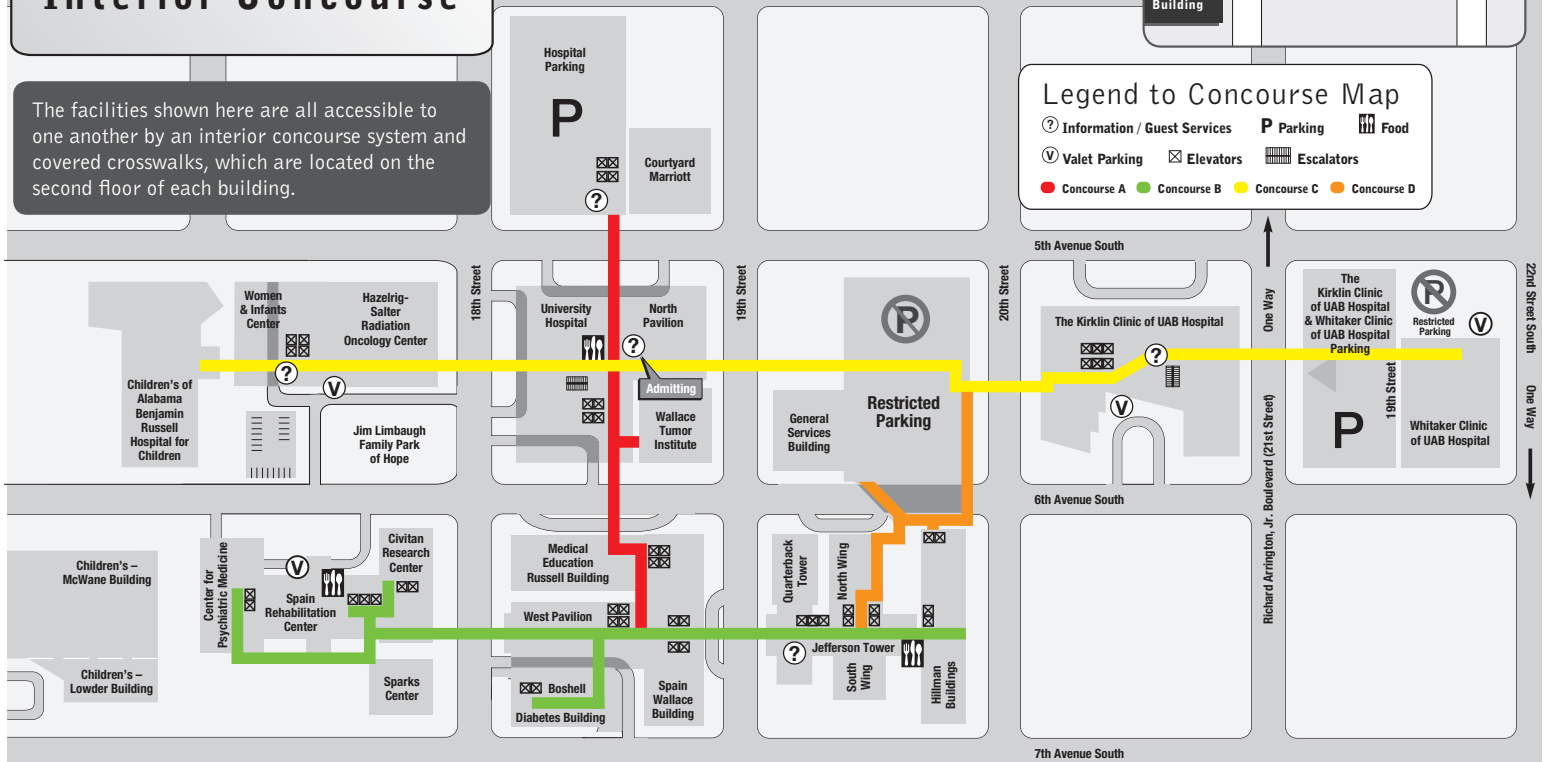 Interior Concourse
Building
The facilities shown here are all accessible to
one another by an interior concourse system and
covered crosswalks, which are located on the
second floor of each building.
Hospital
Parking
P
Courtyard
Marriott
?
Legend to Concourse Map
? Information / Guest Services
P Parking
Food
V Valet Parking
Elevators
Escalators
Concourse A
Concourse B
Concourse C
Concourse D
5th Avenue South
18th Street
19th Street
20th Street
One Way
22nd Street South
One Way
Richard Arrington, Jr. Boulevard (21st Street)
Women
& Infants
Center
Hazelrig-
Salter
Radiation
Oncology Center
?
V
Children's of
Alabama
Benjamin
Russell
Hospital for
Children
Jim Limbaugh
Family Park
of Hope
University
Hospital
North
Pavilion
?
Admitting
Wallace
Tumor
Institute
P
General
Services
Building
Restricted
Parking
The Kirklin Clinic of UAB Hospital
?
V
The
Kirklin Clinic
of UAB Hospital
& Whitaker Clinic
of UAB Hospital
Parking
P
Restricted
Parking
V
19th Street
P
Whitaker Clinic
of UAB Hospital
6th Avenue South
Children's –
McWane Building
Children's –
Lowder Building
Center for
Psychiatric Medicine
V
Spain
Rehabilitation
Center
Civitan
Research
Center
Sparks
Center
Medical
Education
Russell Building
West Pavilion
Boshell
Diabetes Building
Spain
Wallace
Building
Quarterback
Tower
North Wing
?
Jefferson Tower
South
Wing
Hillman
Buildings
7th Avenue South